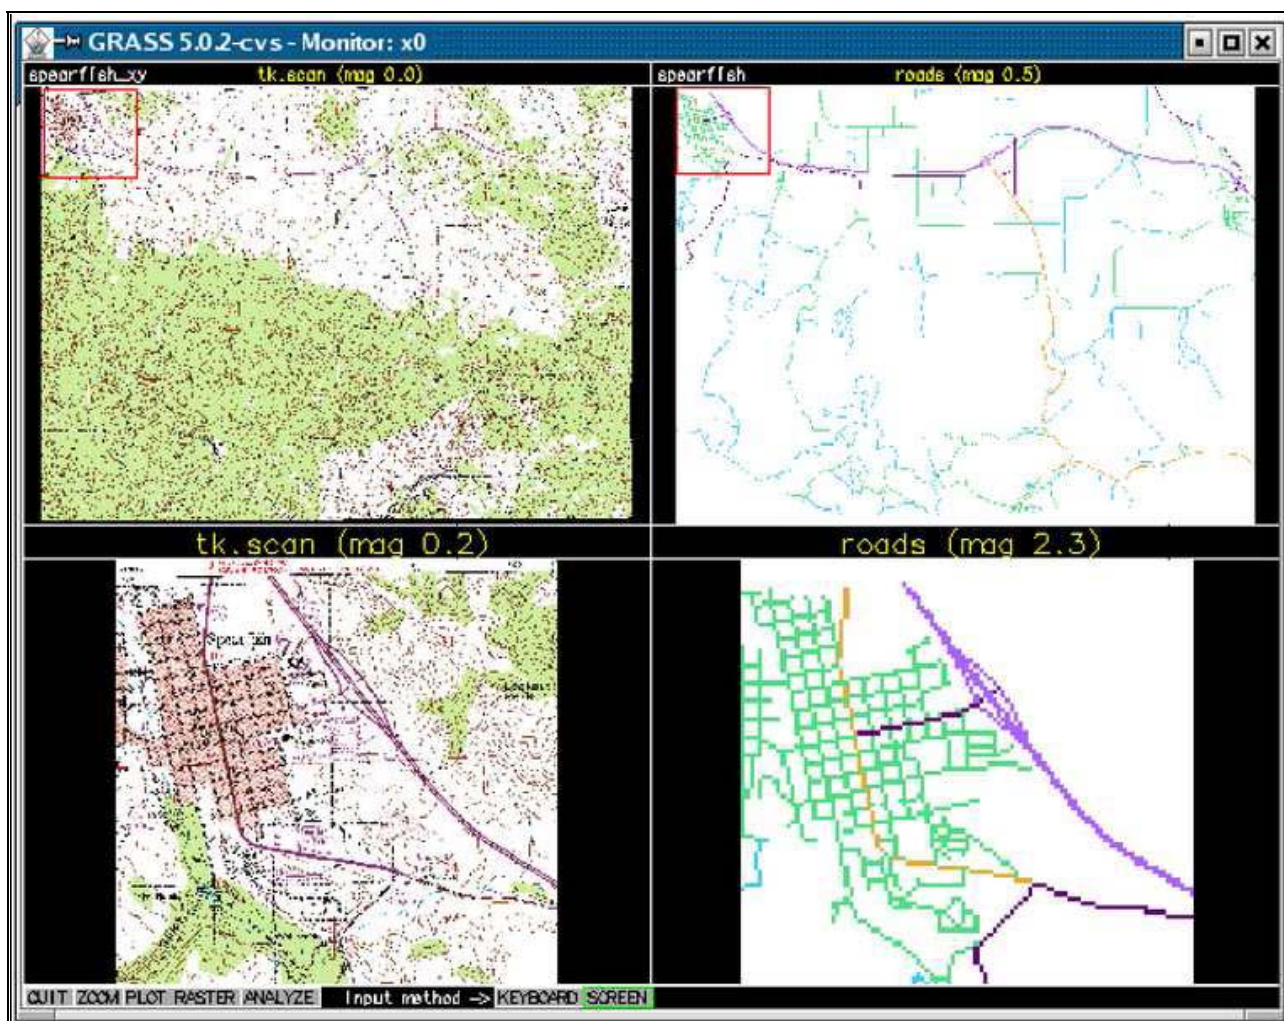 GRASS 5.0.2-cvs - Monitor: x0
spearfish_xy tk.scan (mag 0.0) spearfish roads (mag 0.5)
tk.scan (mag 0.2) roads (mag 2.3)
Spearfish
QUIT ZOOM PLOT RASTER ANALYZE Input method -> KEYBOARD SCREEN